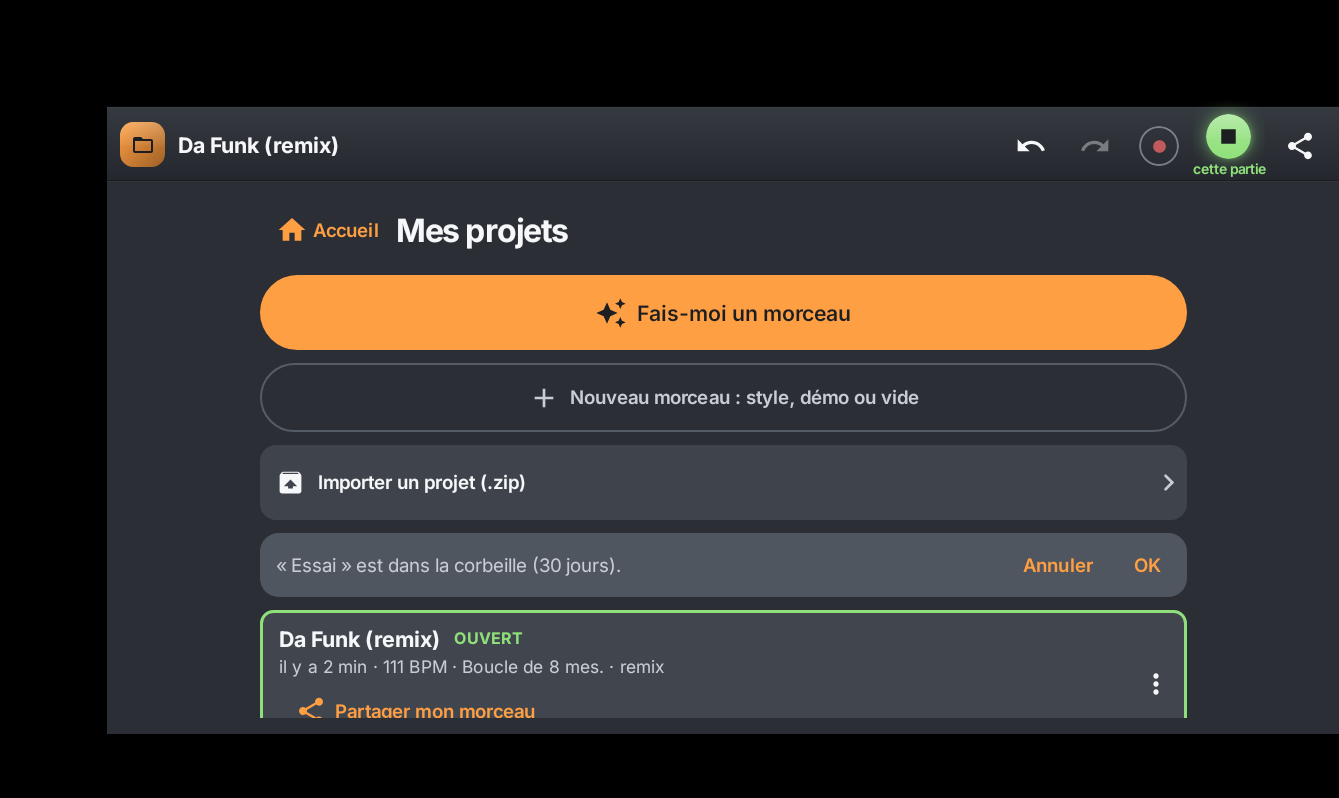 Da Funk (remix)
cette partie
Accueil Mes projets
Fais-moi un morceau
Nouveau morceau : style, démo ou vide
Importer un projet (.zip)
« Essai » est dans la corbeille (30 jours). Annuler OK
Da Funk (remix) OUVERT
il y a 2 min · 111 BPM · Boucle de 8 mes. · remix
Partager mon morceau